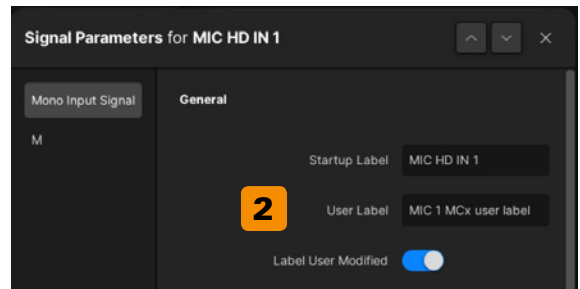 Signal Parameters for MIC HD IN 1
Mono Input Signal
General
M
Startup Label MIC HD IN 1
2 User Label MIC 1 MCx user label
Label User Modified